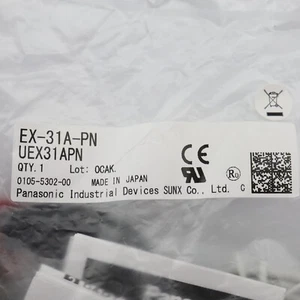 EX-31A-PN
UEX31APN
QTY. 1 Lot: OCAK.
0105-5302-00 MADE IN JAPAN
Panasonic Industrial Devices SUNX Co., Ltd. C